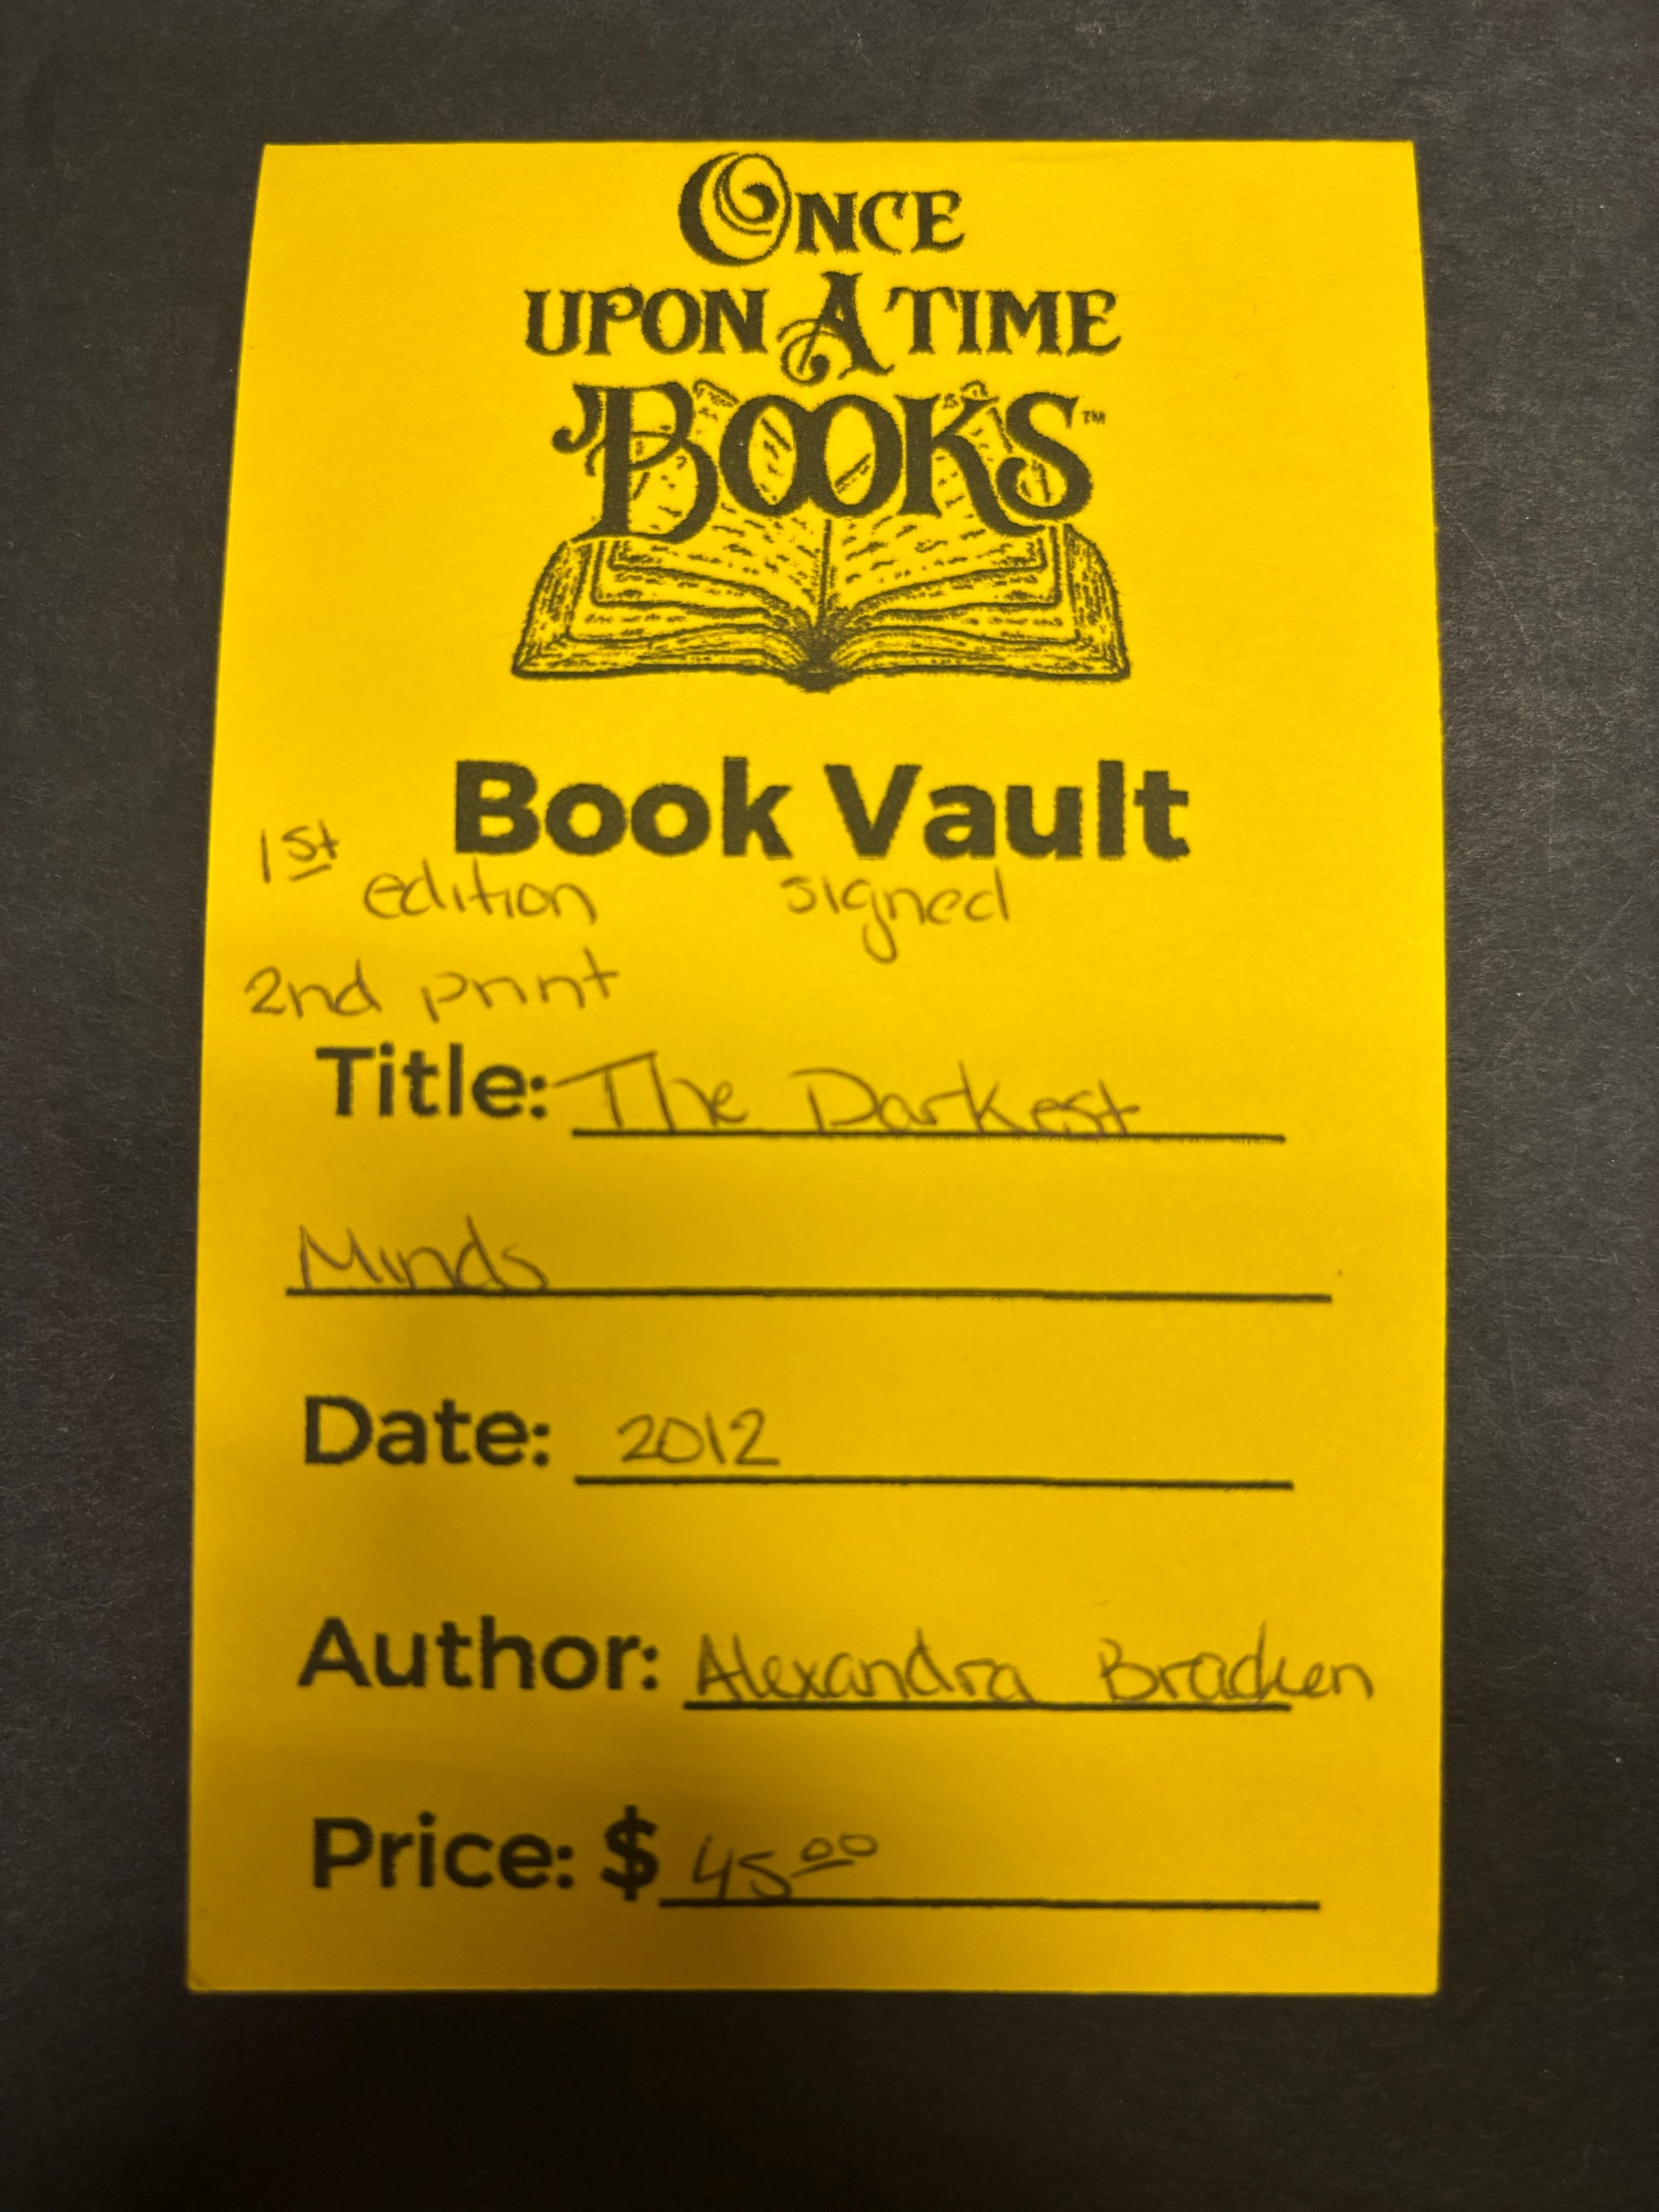 ONCE
UPON A TIME
BOOKS™
Book Vault
1st
edition signed
2nd print
Title: The Darkest
Minds
Date: 2012
Author: Alexandra Bracken
Price: $ 45.00